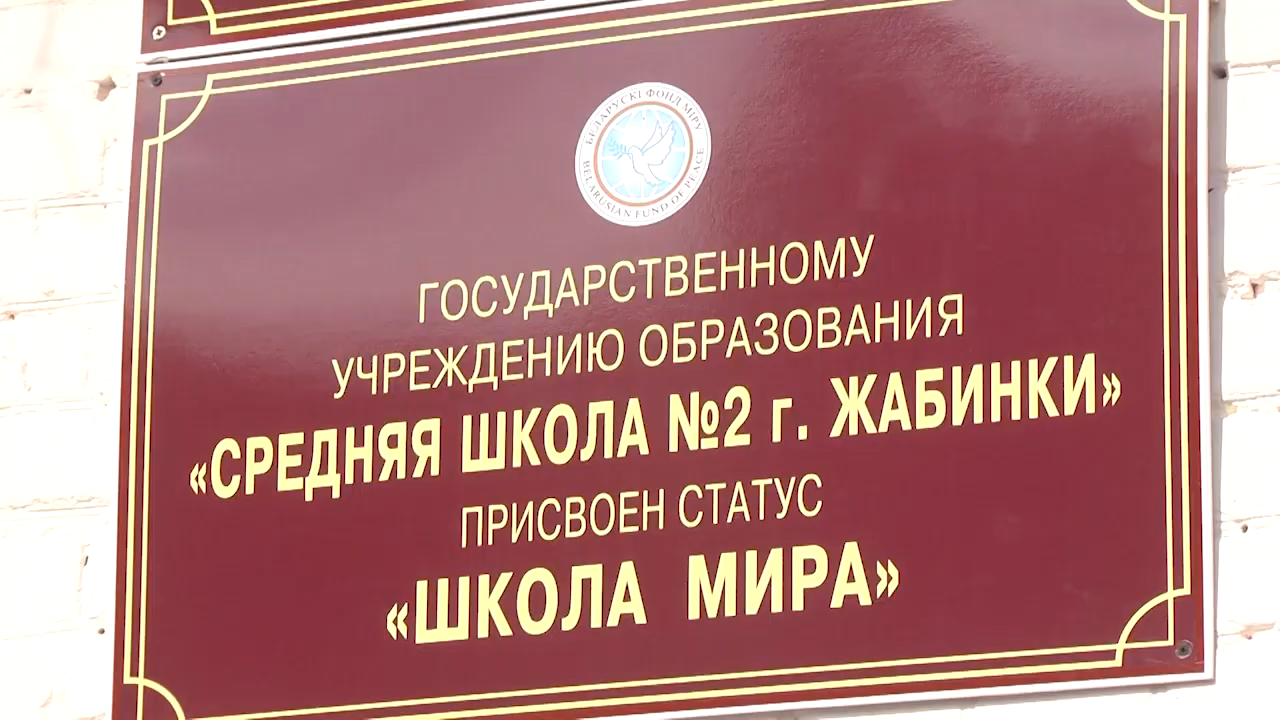 БЕЛАРУСКІ ФОНД МІРУ
BELARUSIAN FUND OF PEACE
ГОСУДАРСТВЕННОМУ
УЧРЕЖДЕНИЮ ОБРАЗОВАНИЯ
«СРЕДНЯЯ ШКОЛА №2 г. ЖАБИНКИ»
ПРИСВОЕН СТАТУС
«ШКОЛА МИРА»